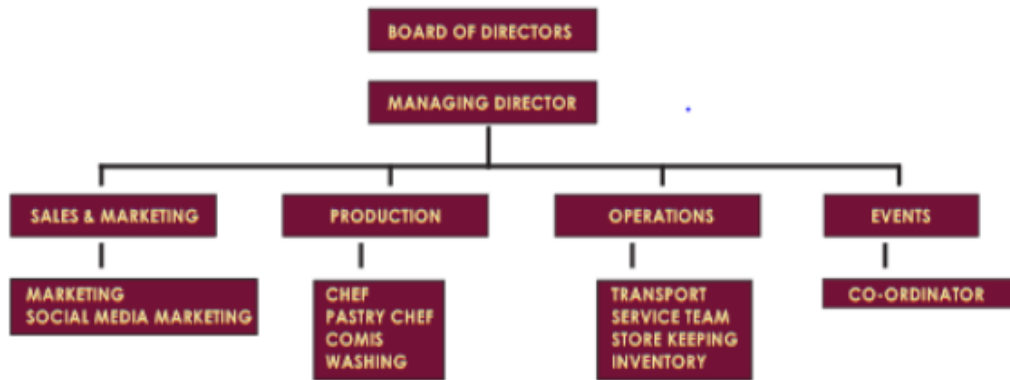 BOARD OF DIRECTORS
MANAGING DIRECTOR
SALES & MARKETING
PRODUCTION
OPERATIONS
EVENTS
MARKETING
SOCIAL MEDIA MARKETING
CHEF
PASTRY CHEF
COMIS
WASHING
TRANSPORT
SERVICE TEAM
STORE KEEPING
INVENTORY
CO-ORDINATOR